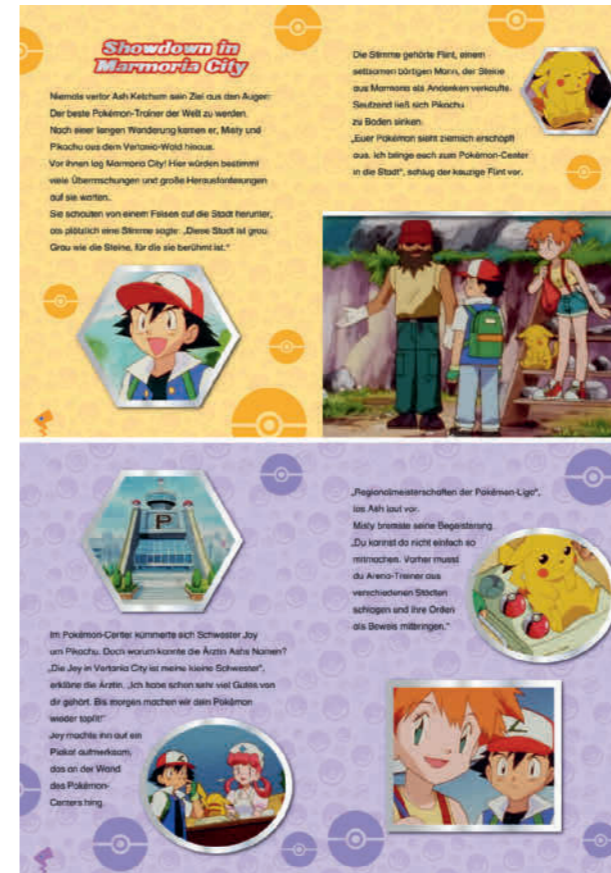 Showdown in
Marmoria City
Niemals verlor Ash Ketchum sein Ziel aus den Augen:
Der beste Pokémon-Trainer der Welt zu werden.
Nach einer langen Wanderung kamen er, Misty und
Pikachu aus dem Vertania-Wald hinaus.
Vor ihnen lag Marmoria City! Hier würden bestimmt
viele Überraschungen und große Herausforderungen
auf sie warten.
Sie schauten von einem Felsen auf die Stadt herunter,
als plötzlich eine Stimme sagte: „Diese Stadt ist grau.
Grau wie die Steine, für die sie berühmt ist.“
Die Stimme gehörte Flint, einem
seltsamen bärtigen Mann, der Steine
aus Marmoria als Andenken verkaufte.
Seufzend ließ sich Pikachu
zu Boden sinken.
„Euer Pokémon sieht ziemlich erschöpft
aus. Ich bringe euch zum Pokémon-Center
in die Stadt“, schlug der kauzige Flint vor.
P
Im Pokémon-Center kümmerte sich Schwester Joy
um Pikachu. Doch warum kannte die Ärztin Ashs Namen?
„Die Joy in Vertania City ist meine kleine Schwester“,
erklärte die Ärztin. „Ich habe schon sehr viel Gutes von
dir gehört. Bis morgen machen wir dein Pokémon
wieder topfit!“
Joy machte ihn auf ein
Plakat aufmerksam,
das an der Wand
des Pokémon-
Centers hing.
„Regionalmeisterschaften der Pokémon-Liga“,
las Ash laut vor.
Misty bremste seine Begeisterung.
„Du kannst da nicht einfach so
mitmachen. Vorher musst
du Arena-Trainer aus
verschiedenen Städten
schlagen und ihre Orden
als Beweis mitbringen.“